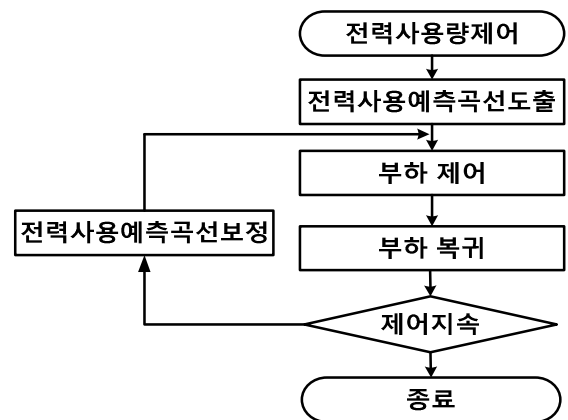 전력사용량제어
전력사용예측곡선도출
부하 제어
전력사용예측곡선보정
부하 복귀
제어지속
종료